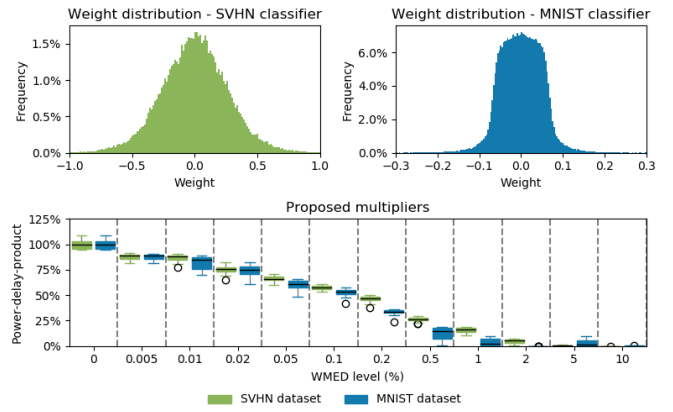 Weight distribution - SVHN classifier
Weight distribution - MNIST classifier
Frequency
1.5%
1.0%
0.5%
0.0%
−1.0 −0.5 0.0 0.5 1.0
Weight
Frequency
6.0%
4.0%
2.0%
0.0%
−0.3 −0.2 −0.1 0.0 0.1 0.2 0.3
Weight
Proposed multipliers
Power-delay-product
125%
100%
75%
50%
25%
0%
0 0.005 0.01 0.02 0.05 0.1 0.2 0.5 1 2 5 10
WMED level (%)
SVHN dataset MNIST dataset